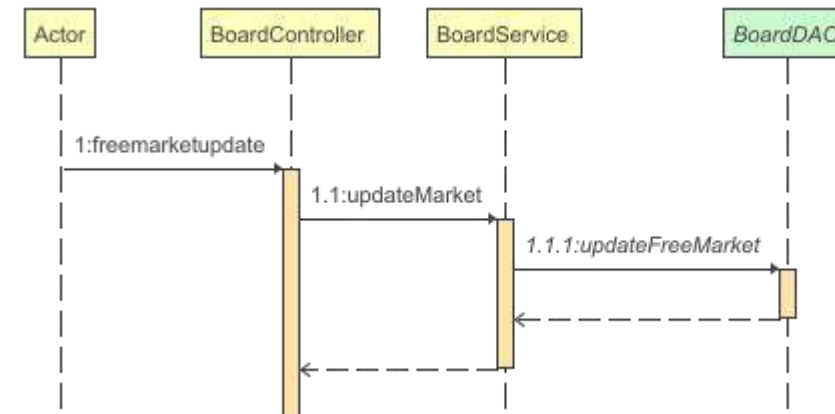 Actor
BoardController
BoardService
BoardDAO
1:freemarketupdate
1.1:updateMarket
1.1.1:updateFreeMarket